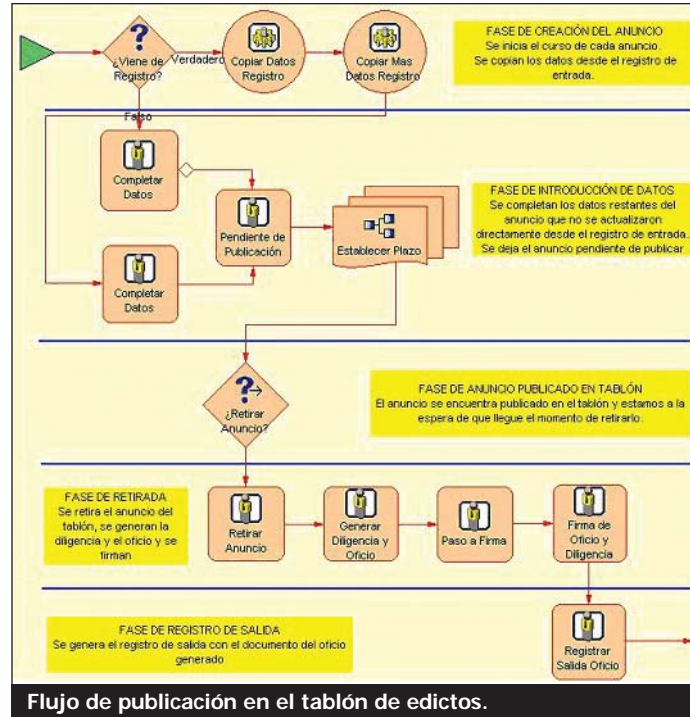 ¿Viene de
Registro?
Verdadero
Copiar Datos
Registro
Copiar Mas
Datos Registro
FASE DE CREACIÓN DEL ANUNCIO
Se inicia el curso de cada anuncio.
Se copian los datos desde el registro de
entrada.
Falso
Completar
Datos
Pendiente de
Publicación
Establecer Plazo
FASE DE INTRODUCCIÓN DE DATOS
Se completan los datos restantes del
anuncio que no se actualizaron
directamente desde el registro de entrada.
Se deja el anuncio pendiente de publicar
Completar
Datos
¿Retirar
Anuncio?
FASE DE ANUNCIO PUBLICADO EN TABLÓN
El anuncio se encuentra publicado en el tablón y estamos a la
espera de que llegue el momento de retirarlo.
FASE DE RETIRADA
Se retira el anuncio del
tablón, se generan la
diligencia y el oficio y se
firman
Retirar
Anuncio
Generar
Diligencia y
Oficio
Paso a Firma
Firma de
Oficio y
Diligencia
FASE DE REGISTRO DE SALIDA
Se genera el registro de salida con el documento del oficio
generado
Registrar
Salida Oficio
Flujo de publicación en el tablón de edictos.